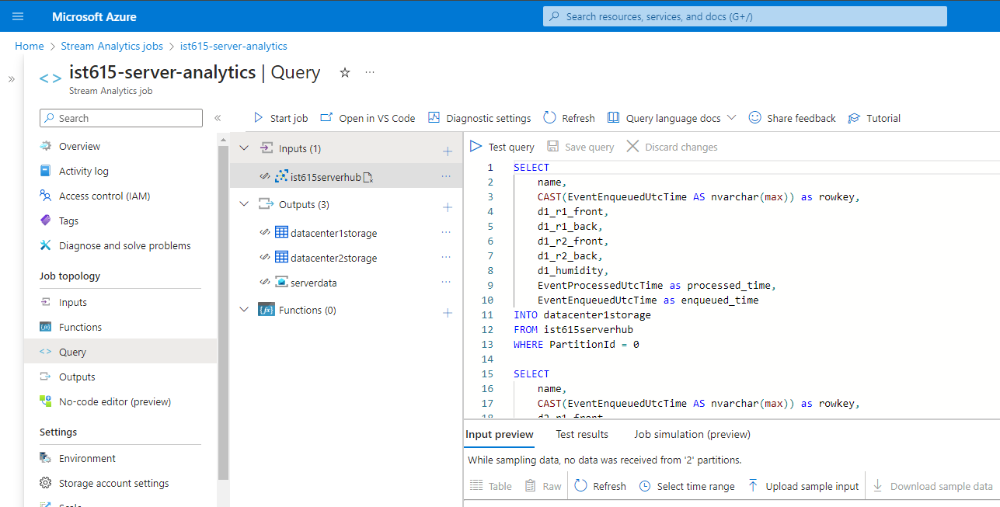 Microsoft Azure
Search resources, services, and docs (G+/)
Home > Stream Analytics jobs > ist615-server-analytics
ist615-server-analytics | Query
Stream Analytics job
Search
Overview
Activity log
Access control (IAM)
Tags
Diagnose and solve problems
Job topology
Inputs
Functions
Query
Outputs
No-code editor (preview)
Settings
Environment
Storage account settings
Scale
Start job
Open in VS Code
Diagnostic settings
Refresh
Query language docs
Share feedback
Tutorial
Inputs (1)
ist615serverhub
Outputs (3)
datacenter1storage
datacenter2storage
serverdata
Functions (0)
Test query
Save query
Discard changes
1 SELECT
2 name,
3 CAST(EventEnqueuedUtcTime AS nvarchar(max)) as rowkey,
4 d1_r1_front,
5 d1_r1_back,
6 d1_r2_front,
7 d1_r2_back,
8 d1_humidity,
9 EventProcessedUtcTime as processed_time,
10 EventEnqueuedUtcTime as enqueued_time
11 INTO datacenter1storage
12 FROM ist615serverhub
13 WHERE PartitionId = 0
14
15 SELECT
16 name,
17 CAST(EventEnqueuedUtcTime AS nvarchar(max)) as rowkey,
18 d2_r1_front,
Input preview
Test results
Job simulation (preview)
While sampling data, no data was received from '2' partitions.
Table
Raw
Refresh
Select time range
Upload sample input
Download sample data